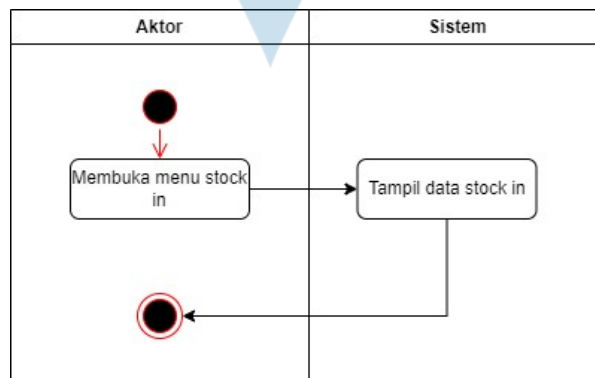 Aktor
Sistem
Membuka menu stock
in
Tampil data stock in